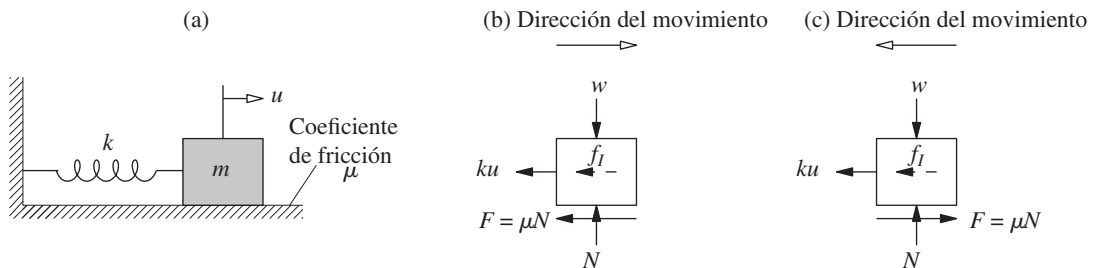 (a)
(b) Dirección del movimiento
(c) Dirección del movimiento
u
k
m
Coeficiente
de fricción
μ
w
f_I
ku
F = μN
N
w
f_I
ku
F = μN
N